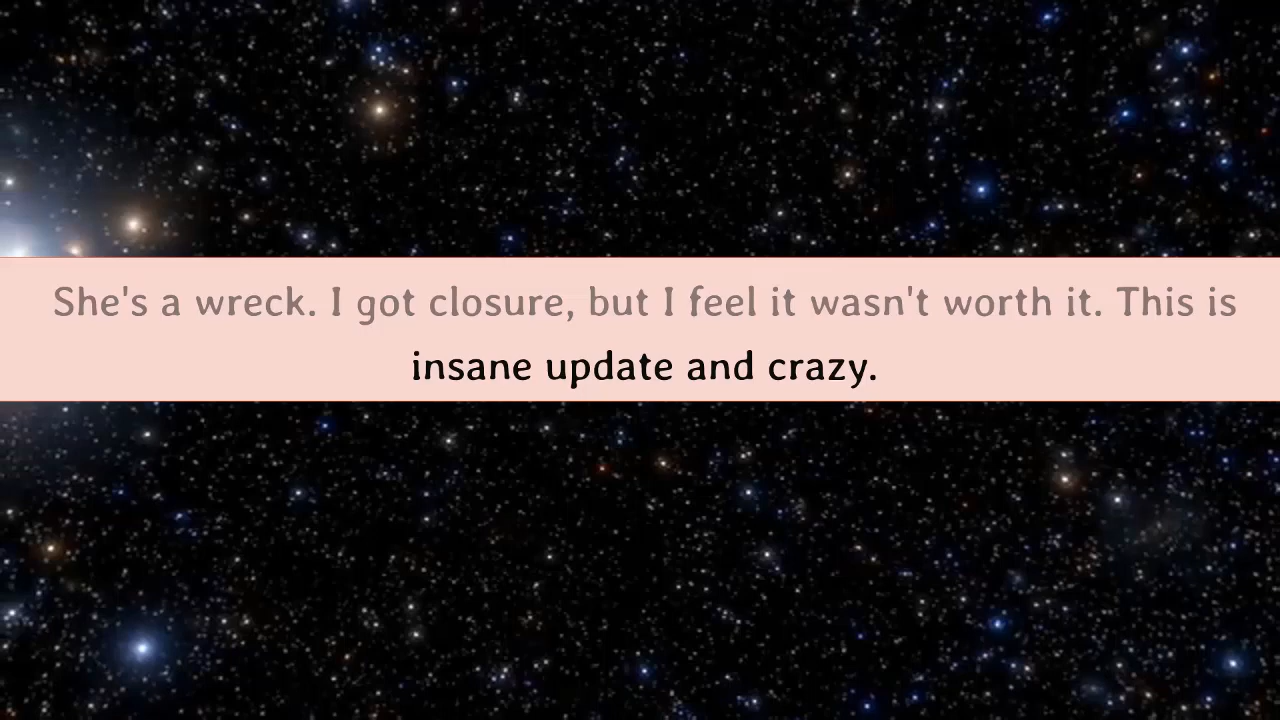 She's a wreck. I got closure, but I feel it wasn't worth it. This is
insane update and crazy.